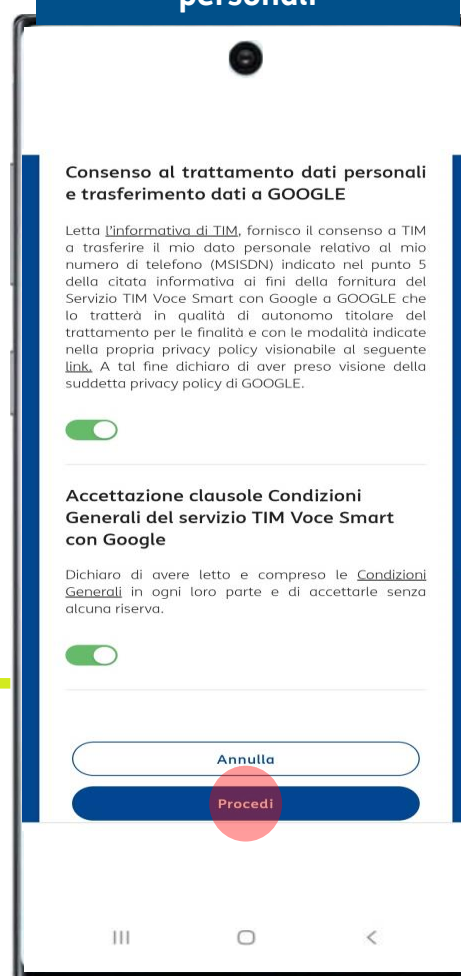 personali
Consenso al trattamento dati personali
e trasferimento dati a GOOGLE
Letta l'informativa di TIM, fornisco il consenso a TIM
a trasferire il mio dato personale relativo al mio
numero di telefono (MSISDN) indicato nel punto 5
della citata informativa ai fini della fornitura del
Servizio TIM Voce Smart con Google a GOOGLE che
lo tratterà in qualità di autonomo titolare del
trattamento per le finalità e con le modalità indicate
nella propria privacy policy visionabile al seguente
link. A tal fine dichiaro di aver preso visione della
suddetta privacy policy di GOOGLE.
Accettazione clausole Condizioni
Generali del servizio TIM Voce Smart
con Google
Dichiaro di avere letto e compreso le Condizioni
Generali in ogni loro parte e di accettarle senza
alcuna riserva.
Annulla
Procedi